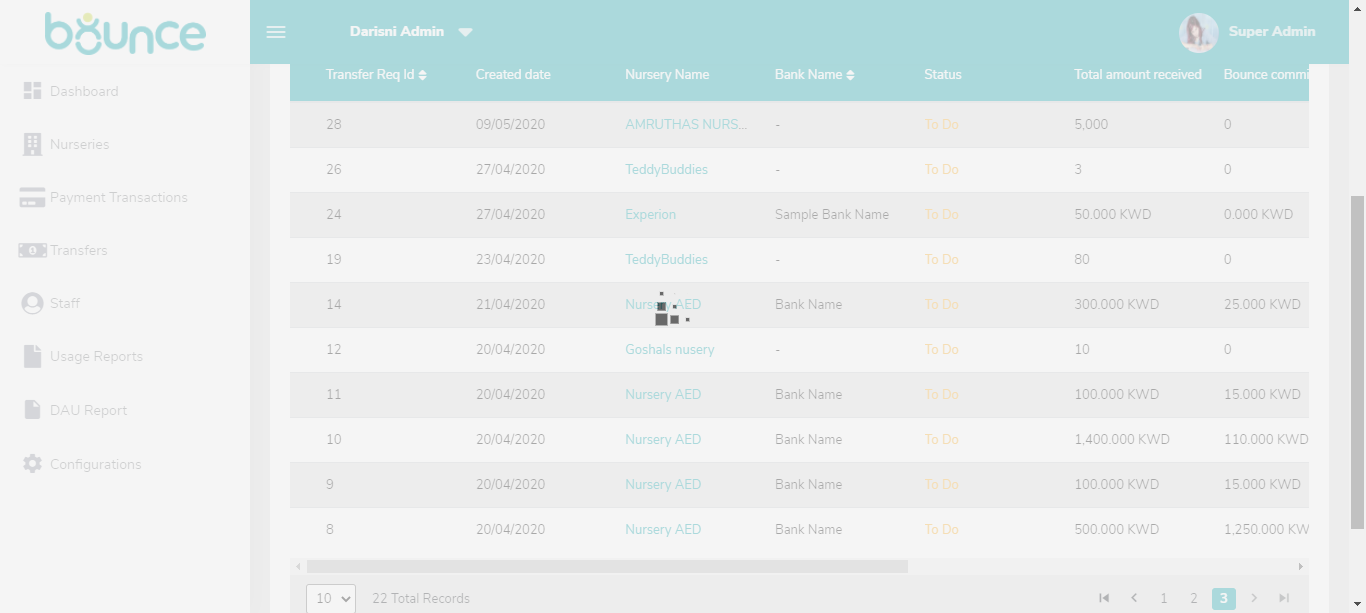 bounce
Darisni Admin
Super Admin
Dashboard
Nurseries
Payment Transactions
Transfers
Staff
Usage Reports
DAU Report
Configurations
Transfer Req Id Created date Nursery Name Bank Name Status Total amount received Bounce commi
28 09/05/2020 AMRUTHAS NURS... - To Do 5,000 0
26 27/04/2020 TeddyBuddies - To Do 3 0
24 27/04/2020 Experion Sample Bank Name To Do 50.000 KWD 0.000 KWD
19 23/04/2020 TeddyBuddies - To Do 80 0
14 21/04/2020 Nursery AED Bank Name To Do 300.000 KWD 25.000 KWD
12 20/04/2020 Goshals nusery - To Do 10 0
11 20/04/2020 Nursery AED Bank Name To Do 100.000 KWD 15.000 KWD
10 20/04/2020 Nursery AED Bank Name To Do 1,400.000 KWD 110.000 KWD
9 20/04/2020 Nursery AED Bank Name To Do 100.000 KWD 15.000 KWD
8 20/04/2020 Nursery AED Bank Name To Do 500.000 KWD 1,250.000 KW
10 22 Total Records 1 2 3